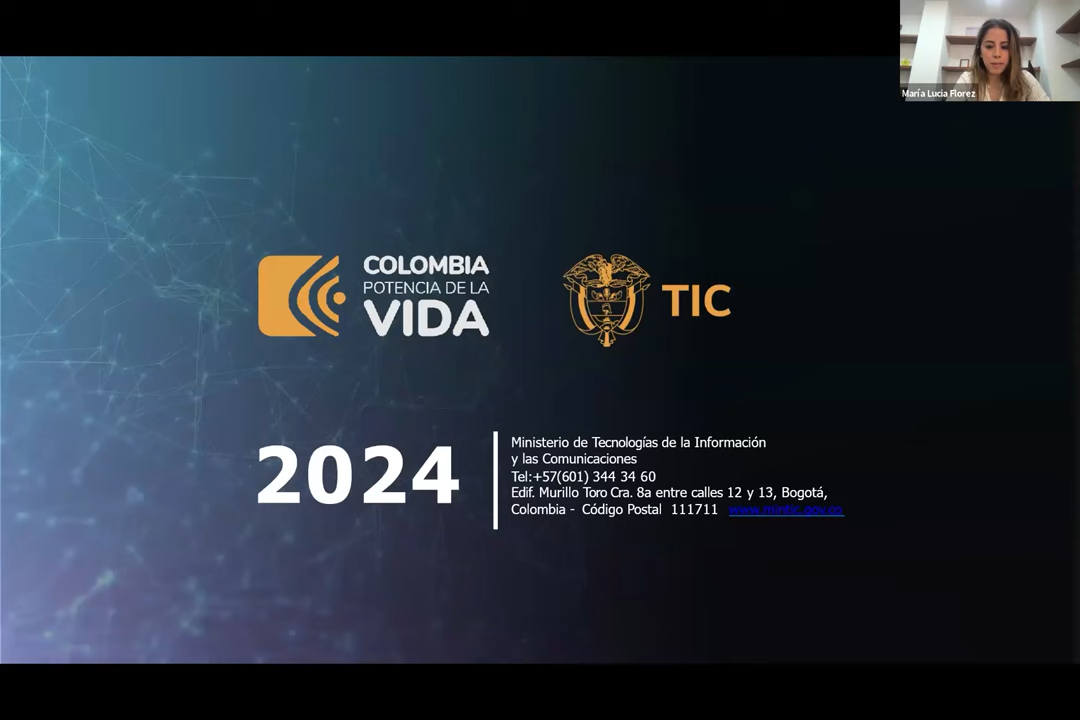 María Lucia Florez
COLOMBIA
POTENCIA DE LA
VIDA
TIC
2024
Ministerio de Tecnologías de la Información
y las Comunicaciones
Tel:+57(601) 344 34 60
Edif. Murillo Toro Cra. 8a entre calles 12 y 13, Bogotá,
Colombia - Código Postal 111711 www.mintic.gov.co